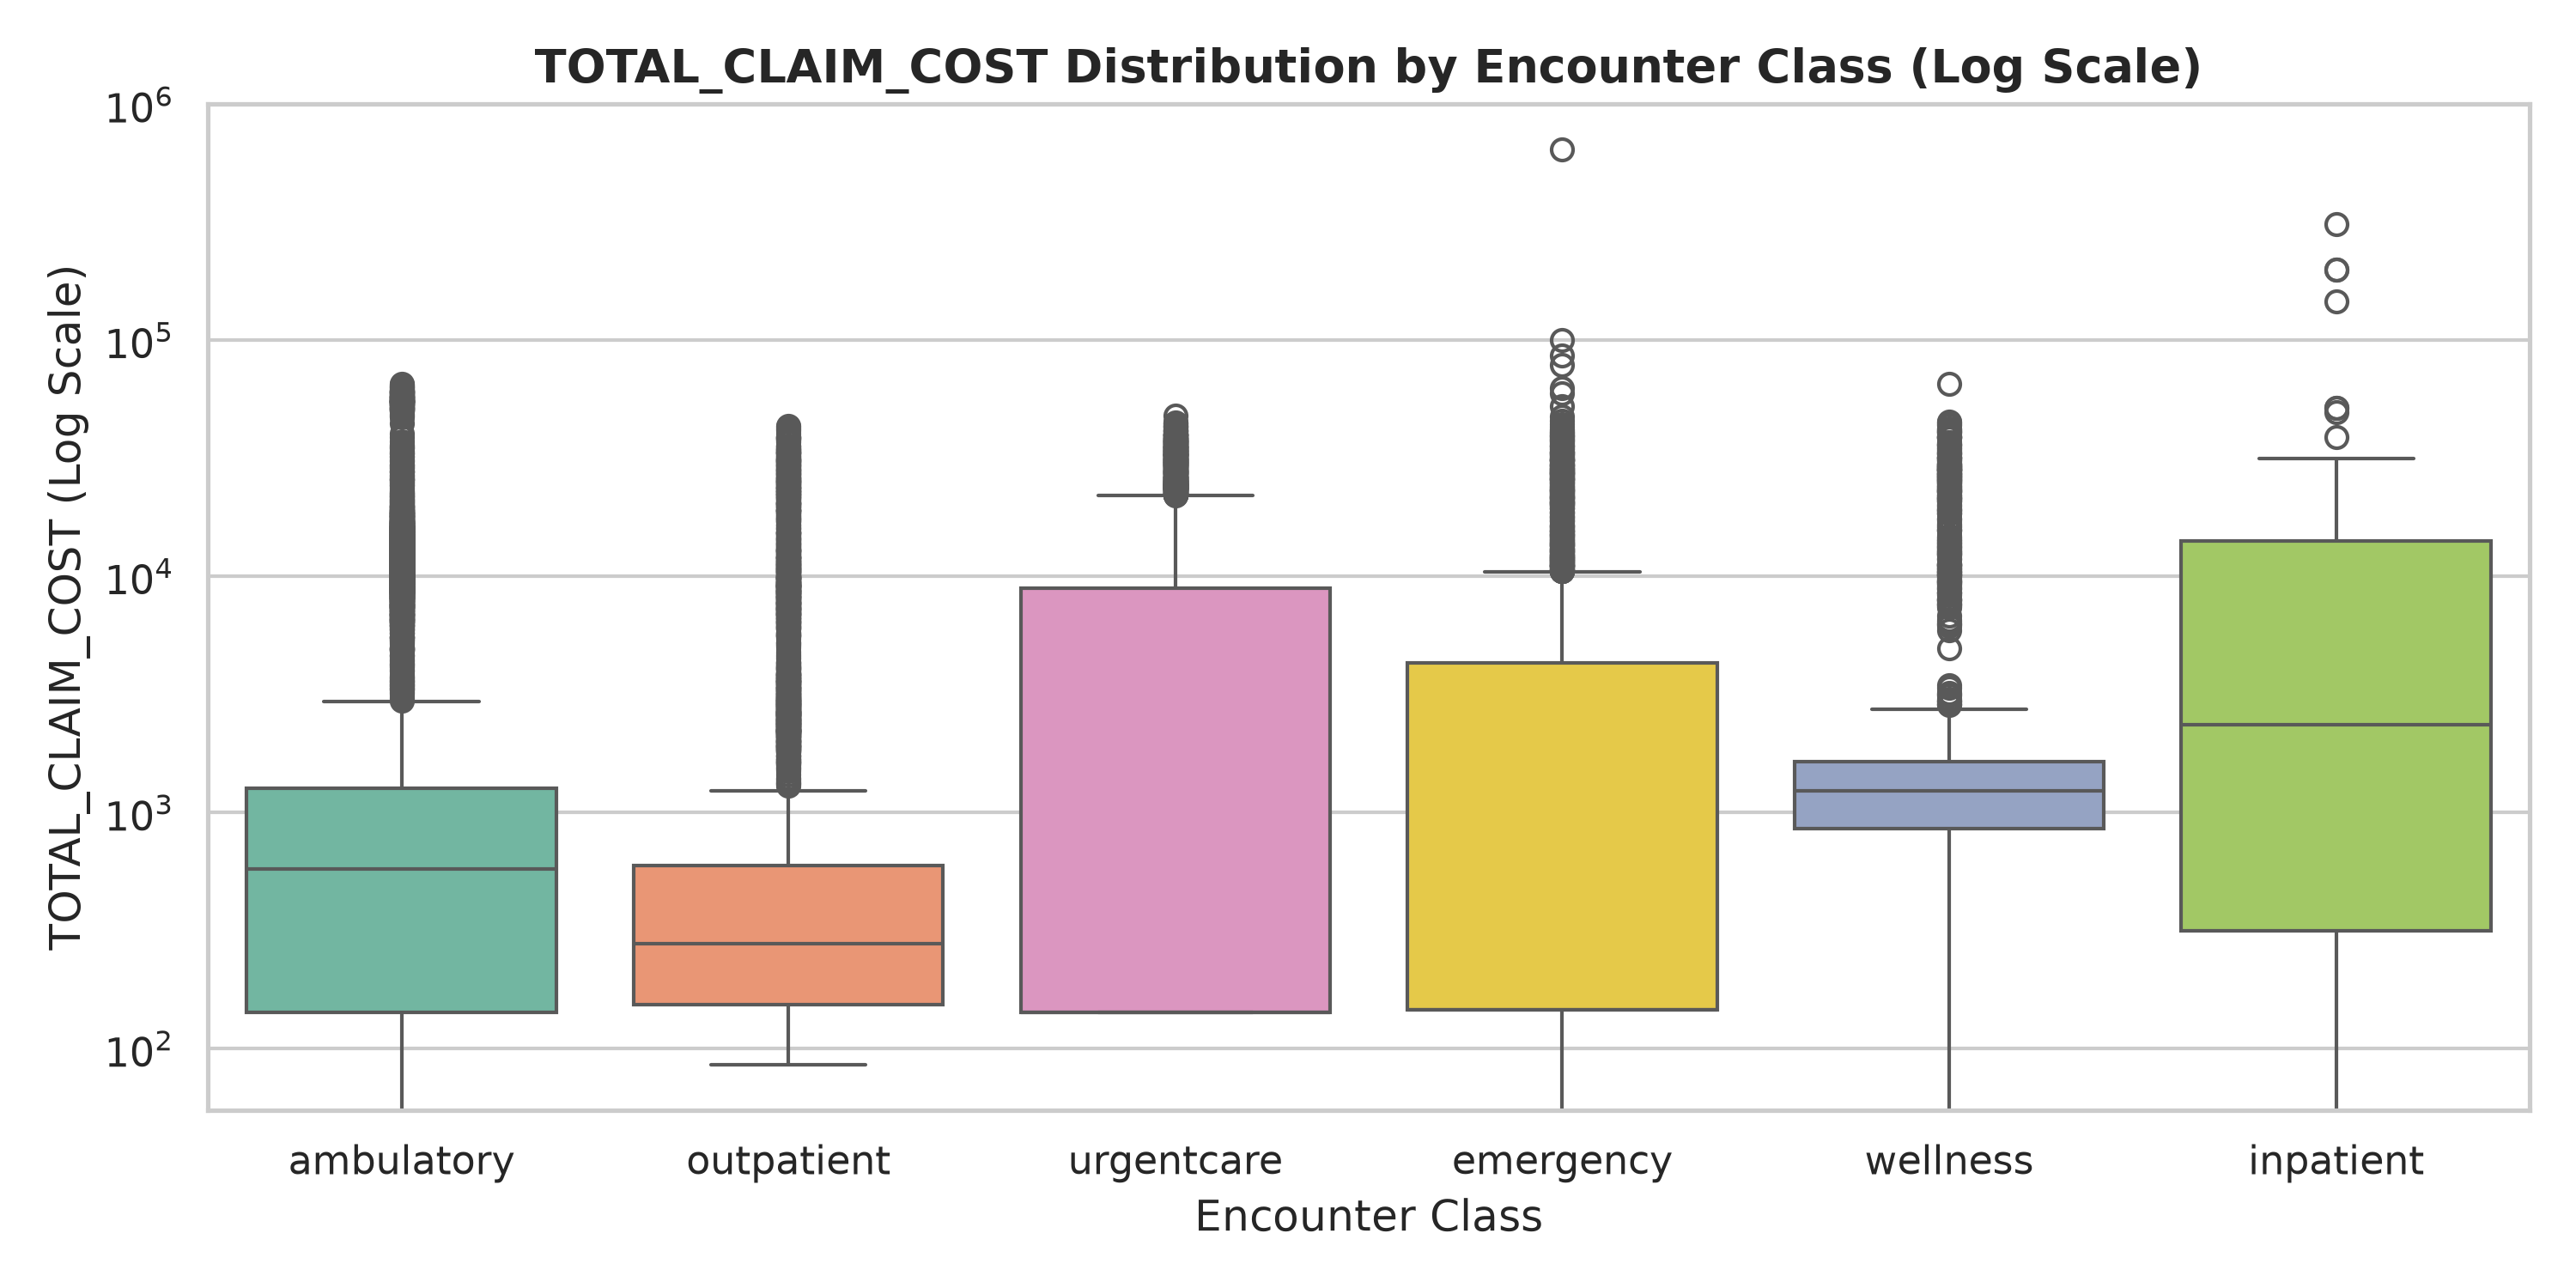 TOTAL_CLAIM_COST Distribution by Encounter Class (Log Scale)
TOTAL_CLAIM_COST (Log Scale)
10⁶
10⁵
10⁴
10³
10²
ambulatory outpatient urgentcare emergency wellness inpatient
Encounter Class